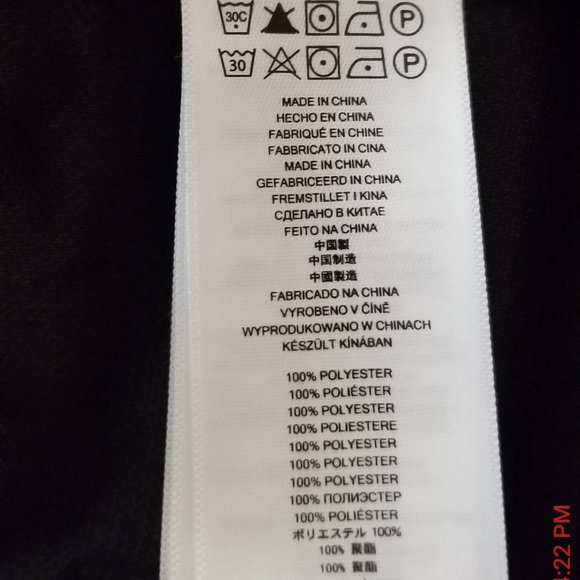 30C P
30 P
MADE IN CHINA
HECHO EN CHINA
FABRIQUÉ EN CHINE
FABBRICATO IN CINA
MADE IN CHINA
GEFABRICEERD IN CHINA
FREMSTILLET I KINA
СДЕЛАНО В КИТАЕ
FEITO NA CHINA
中国製
中国制造
中國製造
FABRICADO NA CHINA
VYROBENO V ČÍNĚ
WYPRODUKOWANO W CHINACH
KÉSZÜLT KÍNÁBAN
100% POLYESTER
100% POLIÉSTER
100% POLYESTER
100% POLIESTERE
100% POLYESTER
100% POLYESTER
100% POLYESTER
100% ПОЛИЭСТЕР
100% POLIÉSTER
ポリエステル 100%
100% 聚酯
100% 聚酯
:22 PM